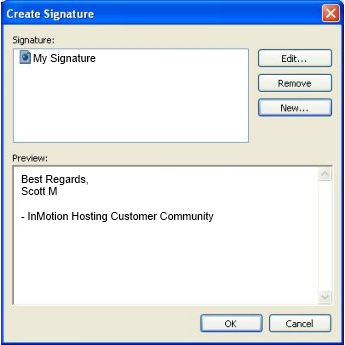 Create Signature
Signature:
My Signature
Edit...
Remove
New...
Preview:
Best Regards,
Scott M
- InMotion Hosting Customer Community
OK
Cancel